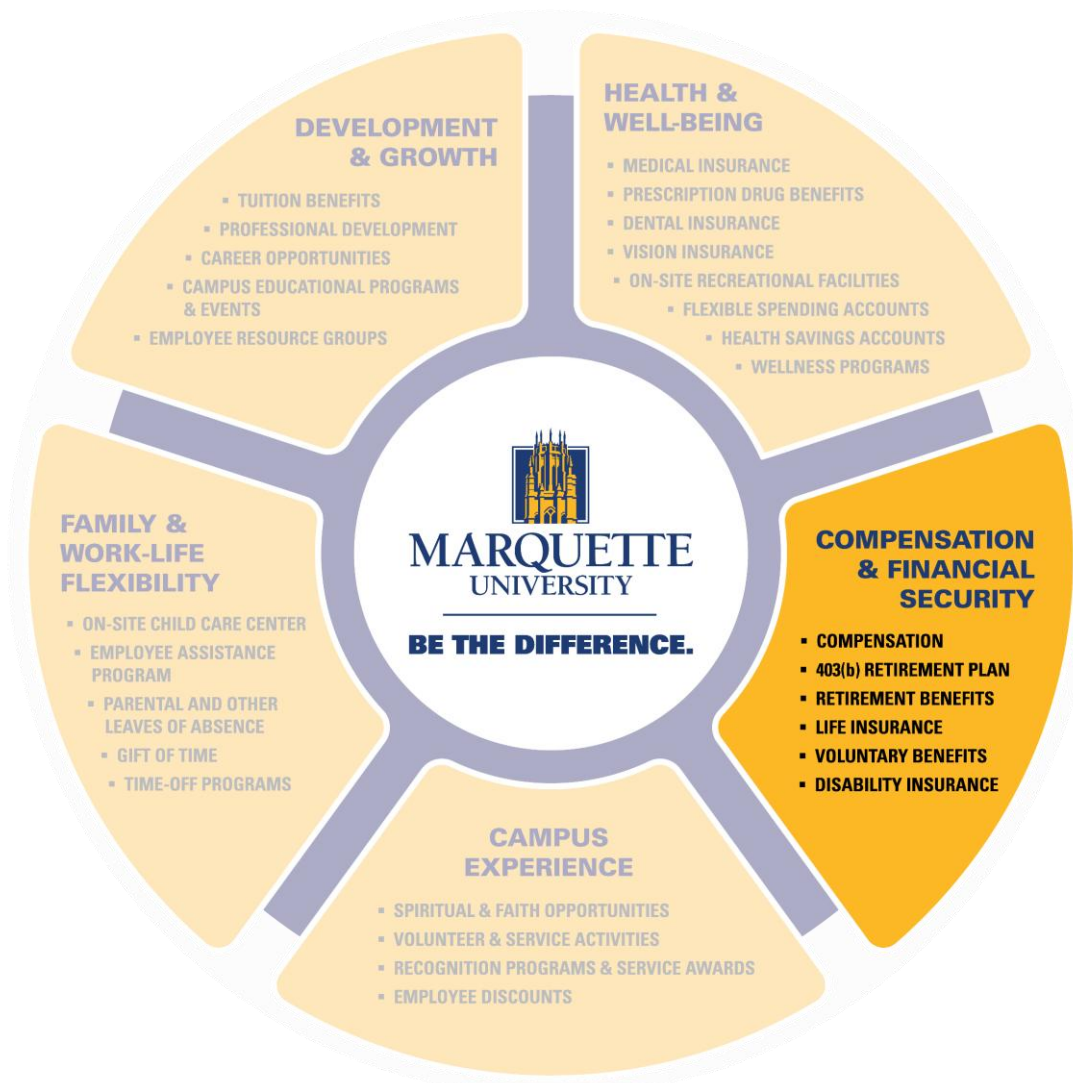 DEVELOPMENT
& GROWTH
▪ TUITION BENEFITS
▪ PROFESSIONAL DEVELOPMENT
▪ CAREER OPPORTUNITIES
▪ CAMPUS EDUCATIONAL PROGRAMS
& EVENTS
▪ EMPLOYEE RESOURCE GROUPS
HEALTH &
WELL-BEING
▪ MEDICAL INSURANCE
▪ PRESCRIPTION DRUG BENEFITS
▪ DENTAL INSURANCE
▪ VISION INSURANCE
▪ ON-SITE RECREATIONAL FACILITIES
▪ FLEXIBLE SPENDING ACCOUNTS
▪ HEALTH SAVINGS ACCOUNTS
▪ WELLNESS PROGRAMS
FAMILY &
WORK-LIFE
FLEXIBILITY
▪ ON-SITE CHILD CARE CENTER
▪ EMPLOYEE ASSISTANCE
PROGRAM
▪ PARENTAL AND OTHER
LEAVES OF ABSENCE
▪ GIFT OF TIME
▪ TIME-OFF PROGRAMS
MARQUETTE
UNIVERSITY
BE THE DIFFERENCE.
COMPENSATION
& FINANCIAL
SECURITY
▪ COMPENSATION
▪ 403(b) RETIREMENT PLAN
▪ RETIREMENT BENEFITS
▪ LIFE INSURANCE
▪ VOLUNTARY BENEFITS
▪ DISABILITY INSURANCE
CAMPUS
EXPERIENCE
▪ SPIRITUAL & FAITH OPPORTUNITIES
▪ VOLUNTEER & SERVICE ACTIVITIES
▪ RECOGNITION PROGRAMS & SERVICE AWARDS
▪ EMPLOYEE DISCOUNTS